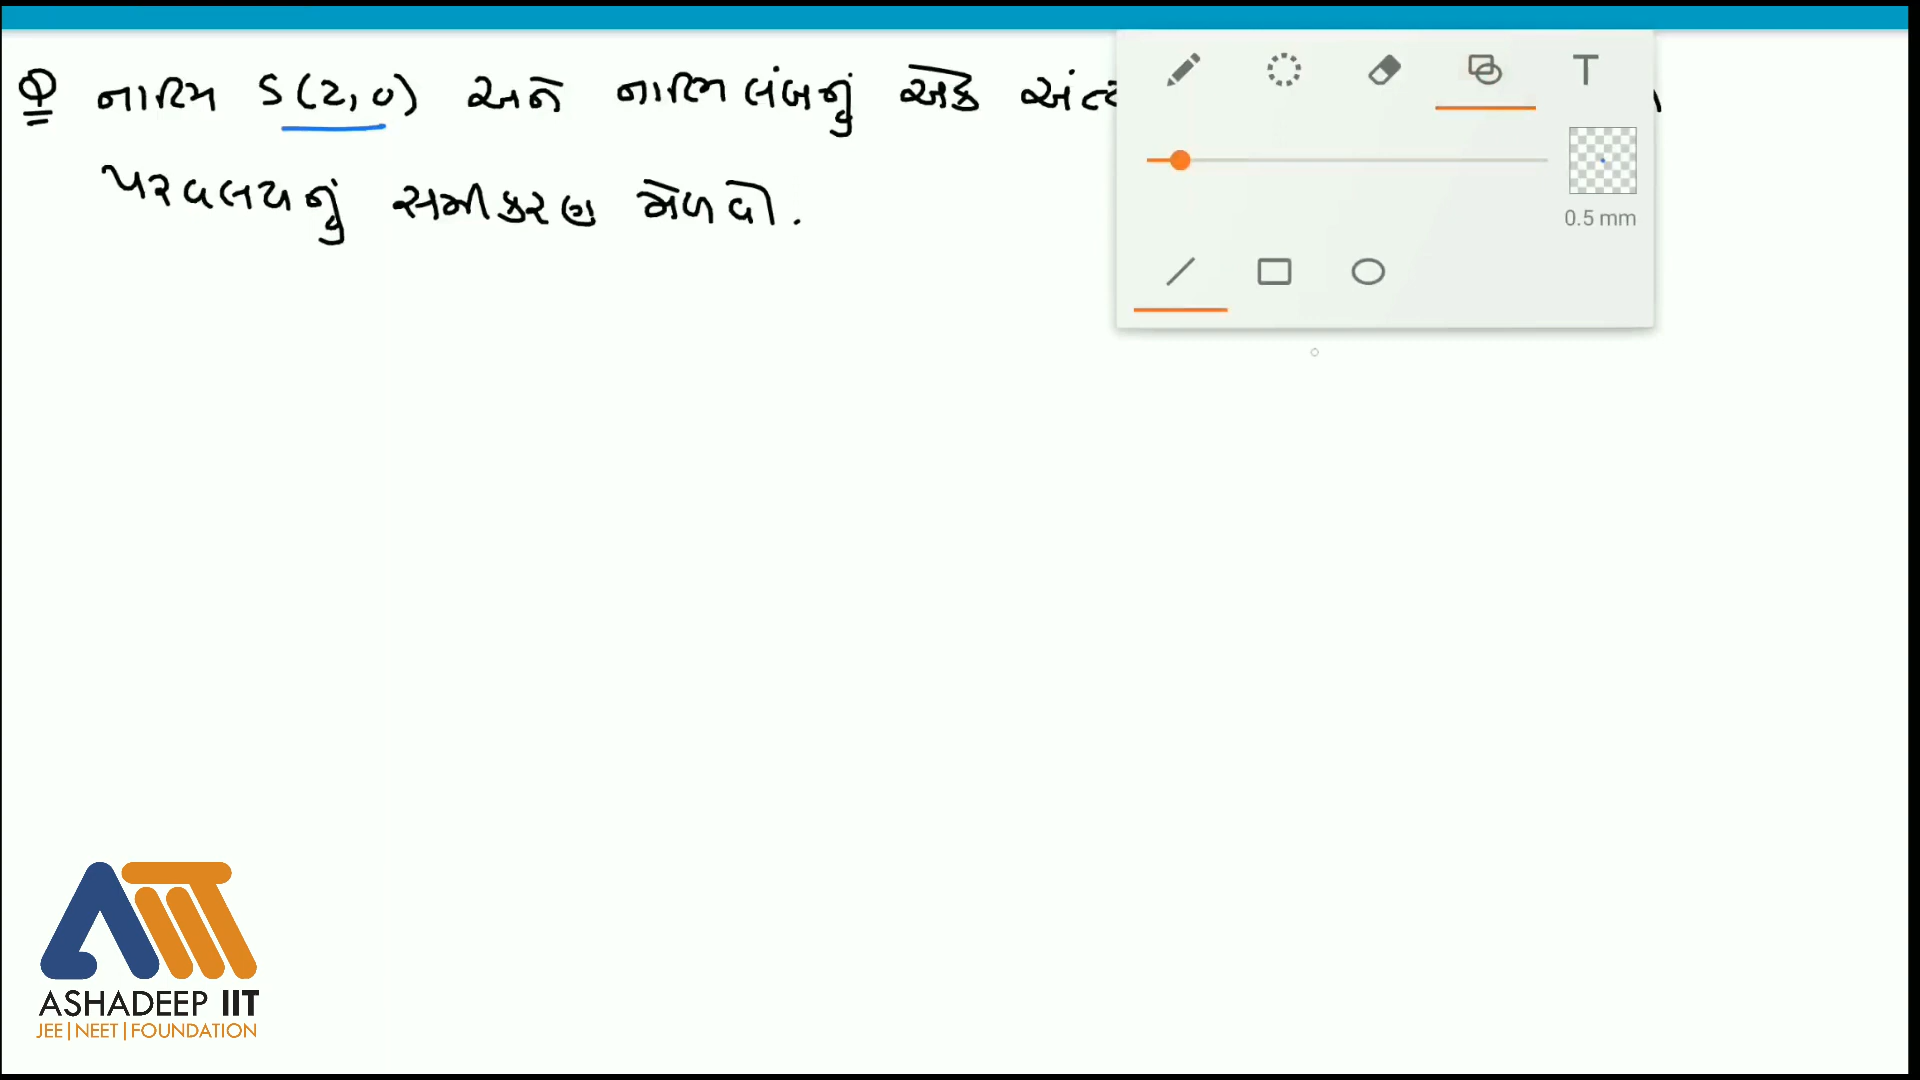 Q નાભિ S(2,0) અને નાભિલંબનું એક
પરવલયનું સમીકરણ મેળવો.
T
0.5 mm
ASHADEEP IIT
JEE|NEET|FOUNDATION